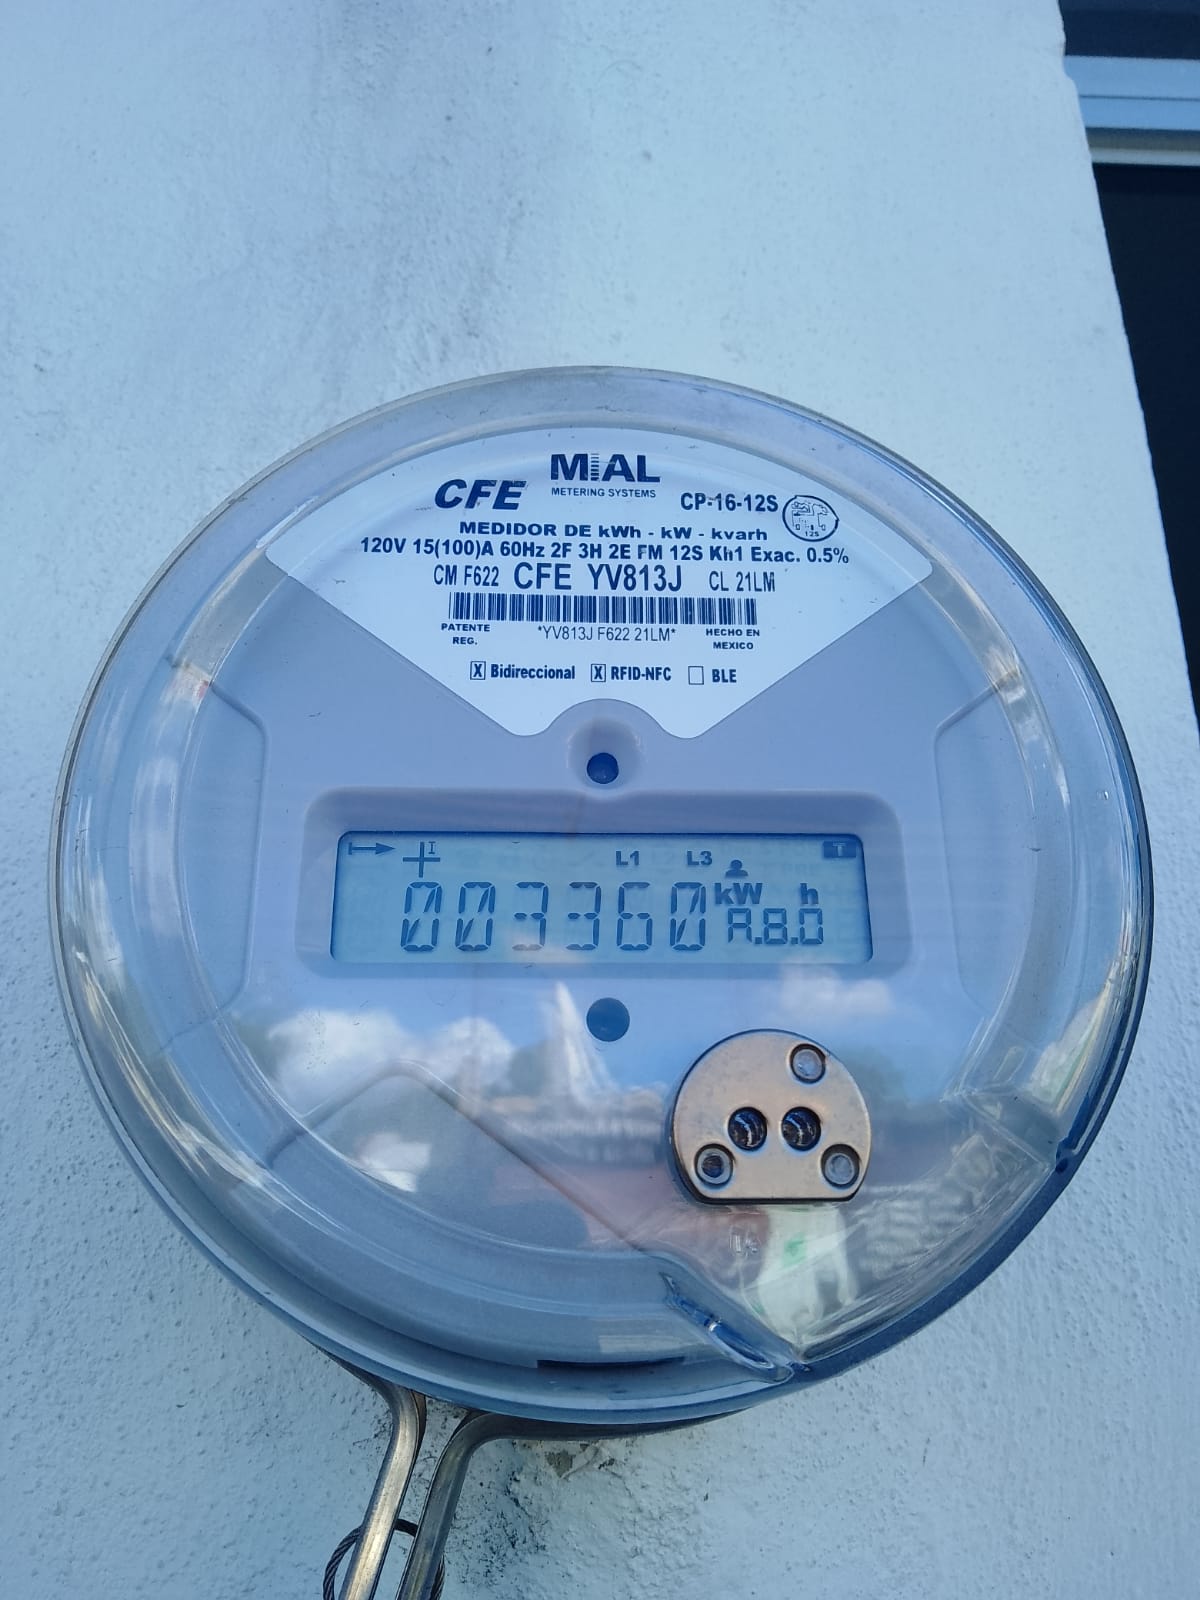 MIAL
METERING SYSTEMS
CFE
CP-16-12S
12S
MEDIDOR DE kWh - kW - kvarh
120V 15(100)A 60Hz 2F 3H 2E FM 12S Kh1 Exac. 0.5%
CM F622 CFE YV813J CL 21LM
PATENTE REG.
*YV813J F622 21LM*
HECHO EN MEXICO
X Bidireccional X RFID-NFC BLE
I L1 L3 T
003360 kW h
R.8.0